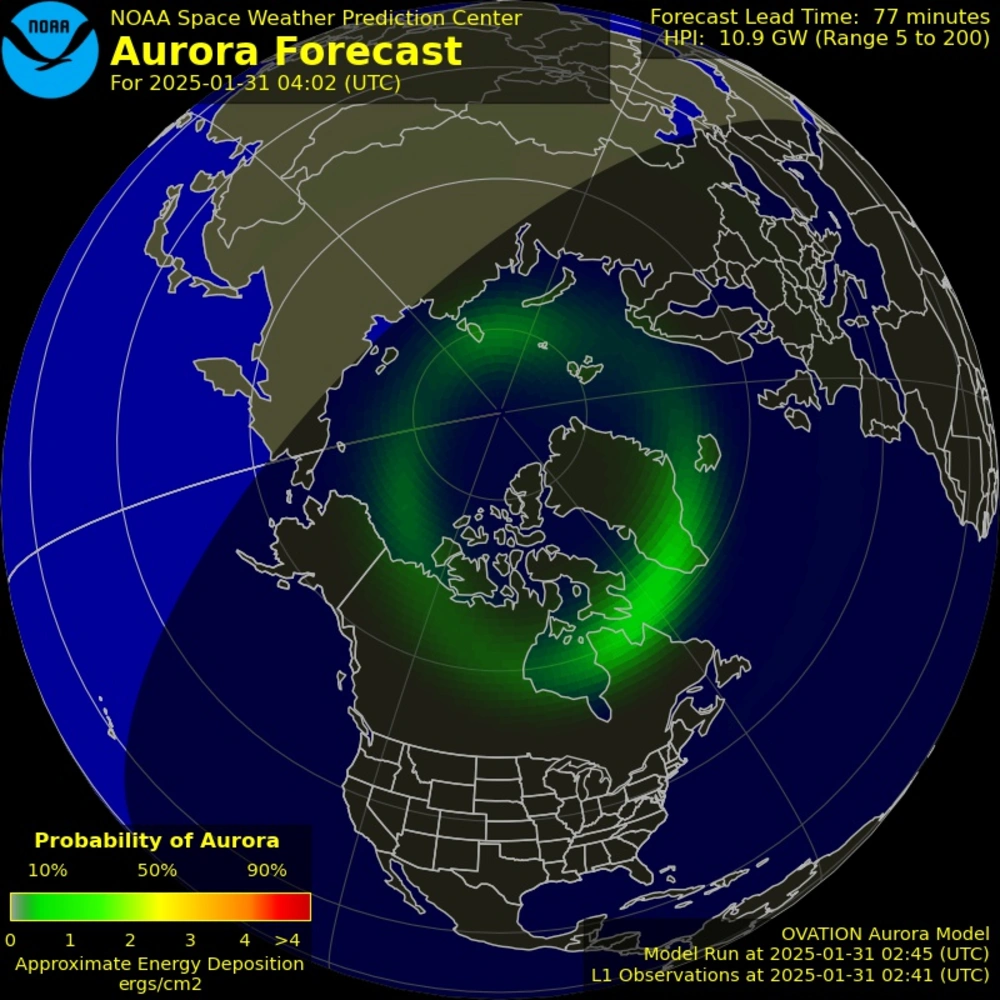 NOAA
NOAA Space Weather Prediction Center
Aurora Forecast
For 2025-01-31 04:02 (UTC)
Forecast Lead Time: 77 minutes
HPI: 10.9 GW (Range 5 to 200)
Probability of Aurora
10% 50% 90%
0 1 2 3 4 >4
Approximate Energy Deposition
ergs/cm2
OVATION Aurora Model
Model Run at 2025-01-31 02:45 (UTC)
L1 Observations at 2025-01-31 02:41 (UTC)